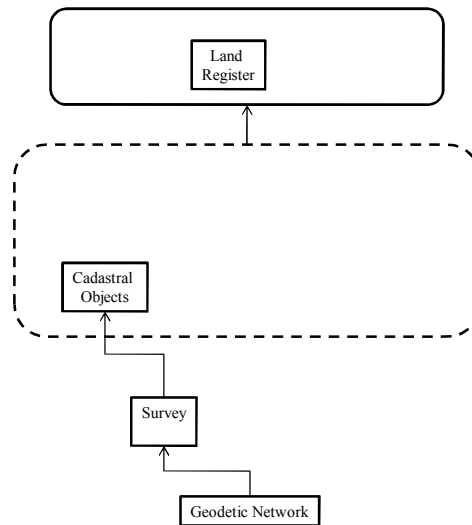 Land
Register
Cadastral
Objects
Survey
Geodetic Network